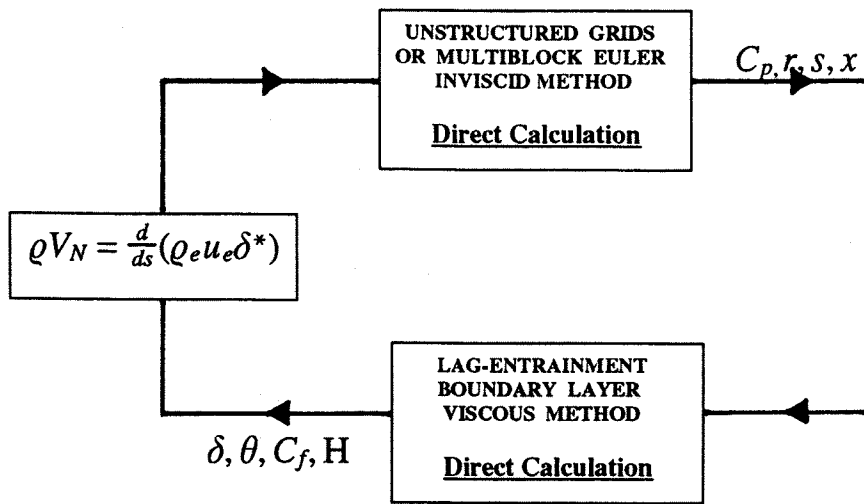 UNSTRUCTURED GRIDS
OR MULTIBLOCK EULER
INVISCID METHOD
Direct Calculation
C_p, r, s, x
ϱV_N = d/ds(ϱ_e u_e δ*)
LAG-ENTRAINMENT
BOUNDARY LAYER
VISCOUS METHOD
Direct Calculation
δ, θ, C_f, H